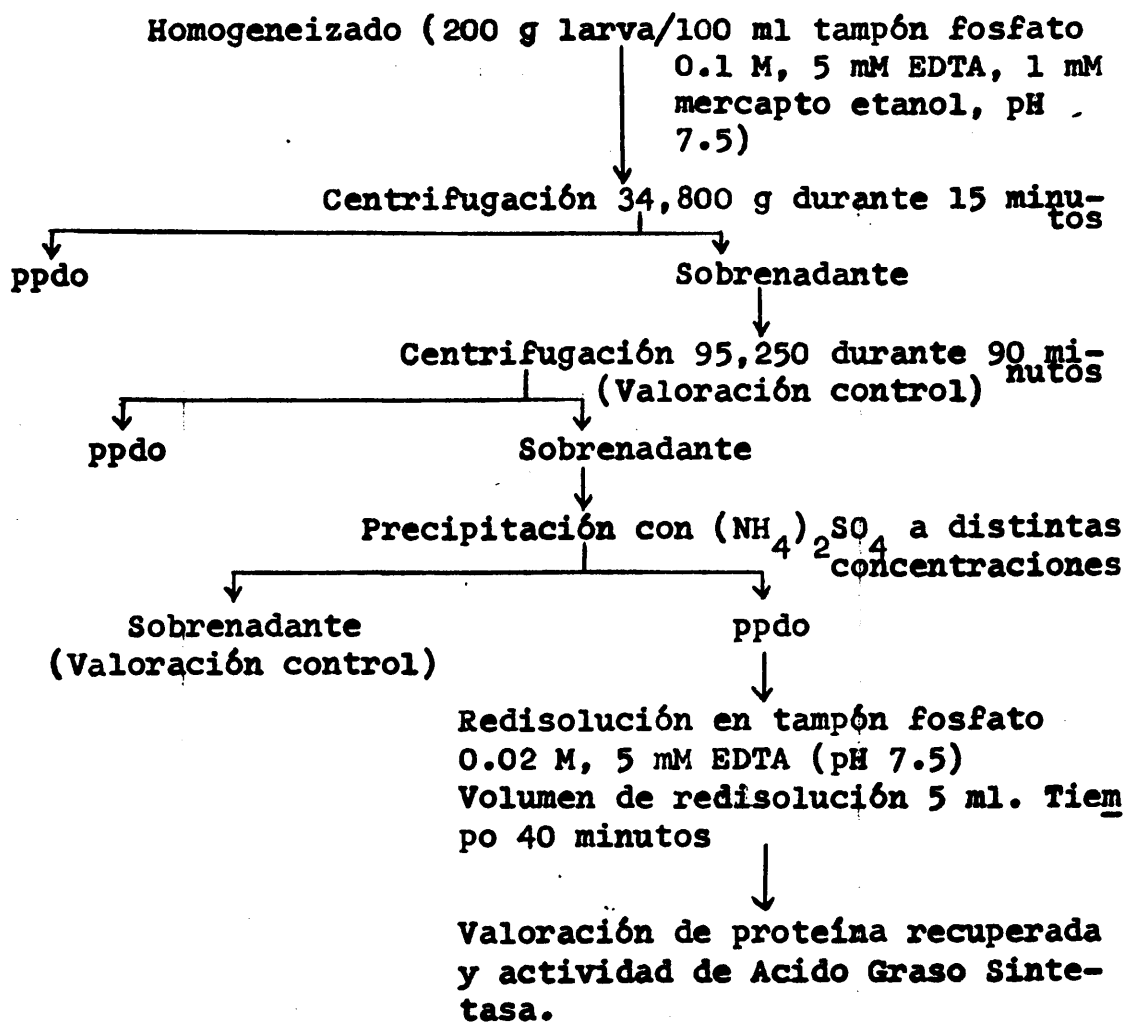 Homogeneizado (200 g larva/100 ml tampón fosfato
0.1 M, 5 mM EDTA, 1 mM
mercapto etanol, pH
7.5)
Centrifugación 34,800 g durante 15 minu-
tos
ppdo
Sobrenadante
Centrifugación 95,250 durante 90 mi-
nutos
(Valoración control)
ppdo
Sobrenadante
Precipitación con (NH4)2SO4 a distintas
concentraciones
Sobrenadante
(Valoración control)
ppdo
Redisolución en tampón fosfato
0.02 M, 5 mM EDTA (pH 7.5)
Volumen de redisolución 5 ml. Tiem
po 40 minutos
Valoración de proteína recuperada
y actividad de Acido Graso Sinte-
tasa.